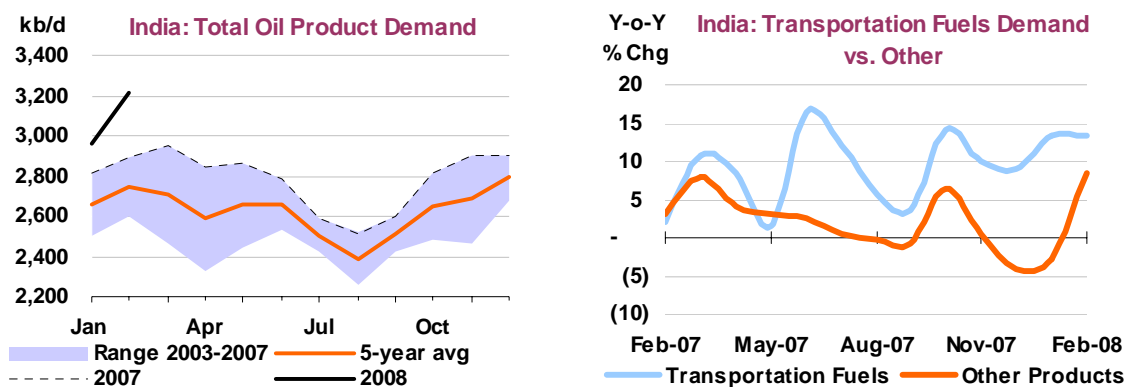 kb/d
India: Total Oil Product Demand
3,400
3,200
3,000
2,800
2,600
2,400
2,200
Jan Apr Jul Oct
Range 2003-2007 5-year avg
2007 2008
Y-o-Y
% Chg
India: Transportation Fuels Demand
vs. Other
20
15
10
5
-
(5)
(10)
Feb-07 May-07 Aug-07 Nov-07 Feb-08
Transportation Fuels Other Products